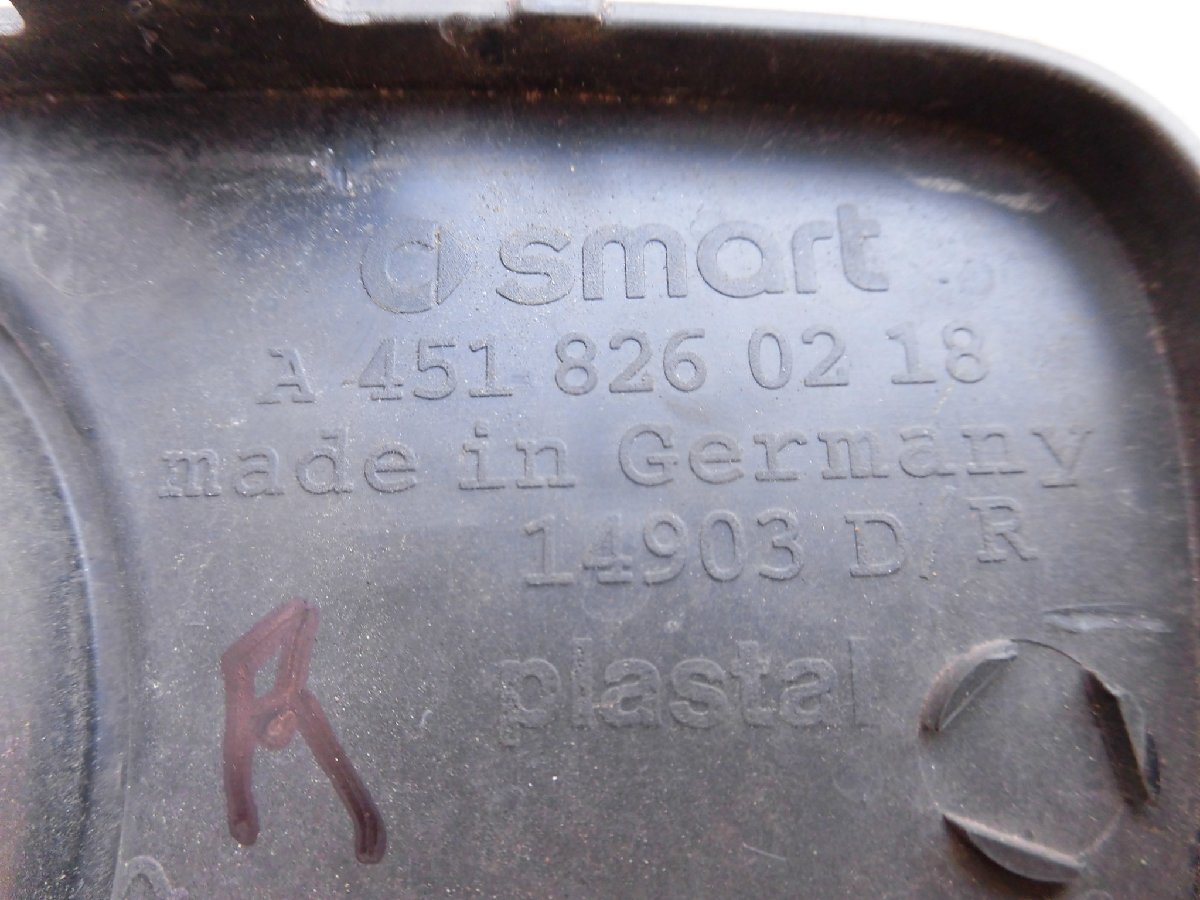 smart
A 451 826 02 18
made in Germany
14903 D/R
plastal
R